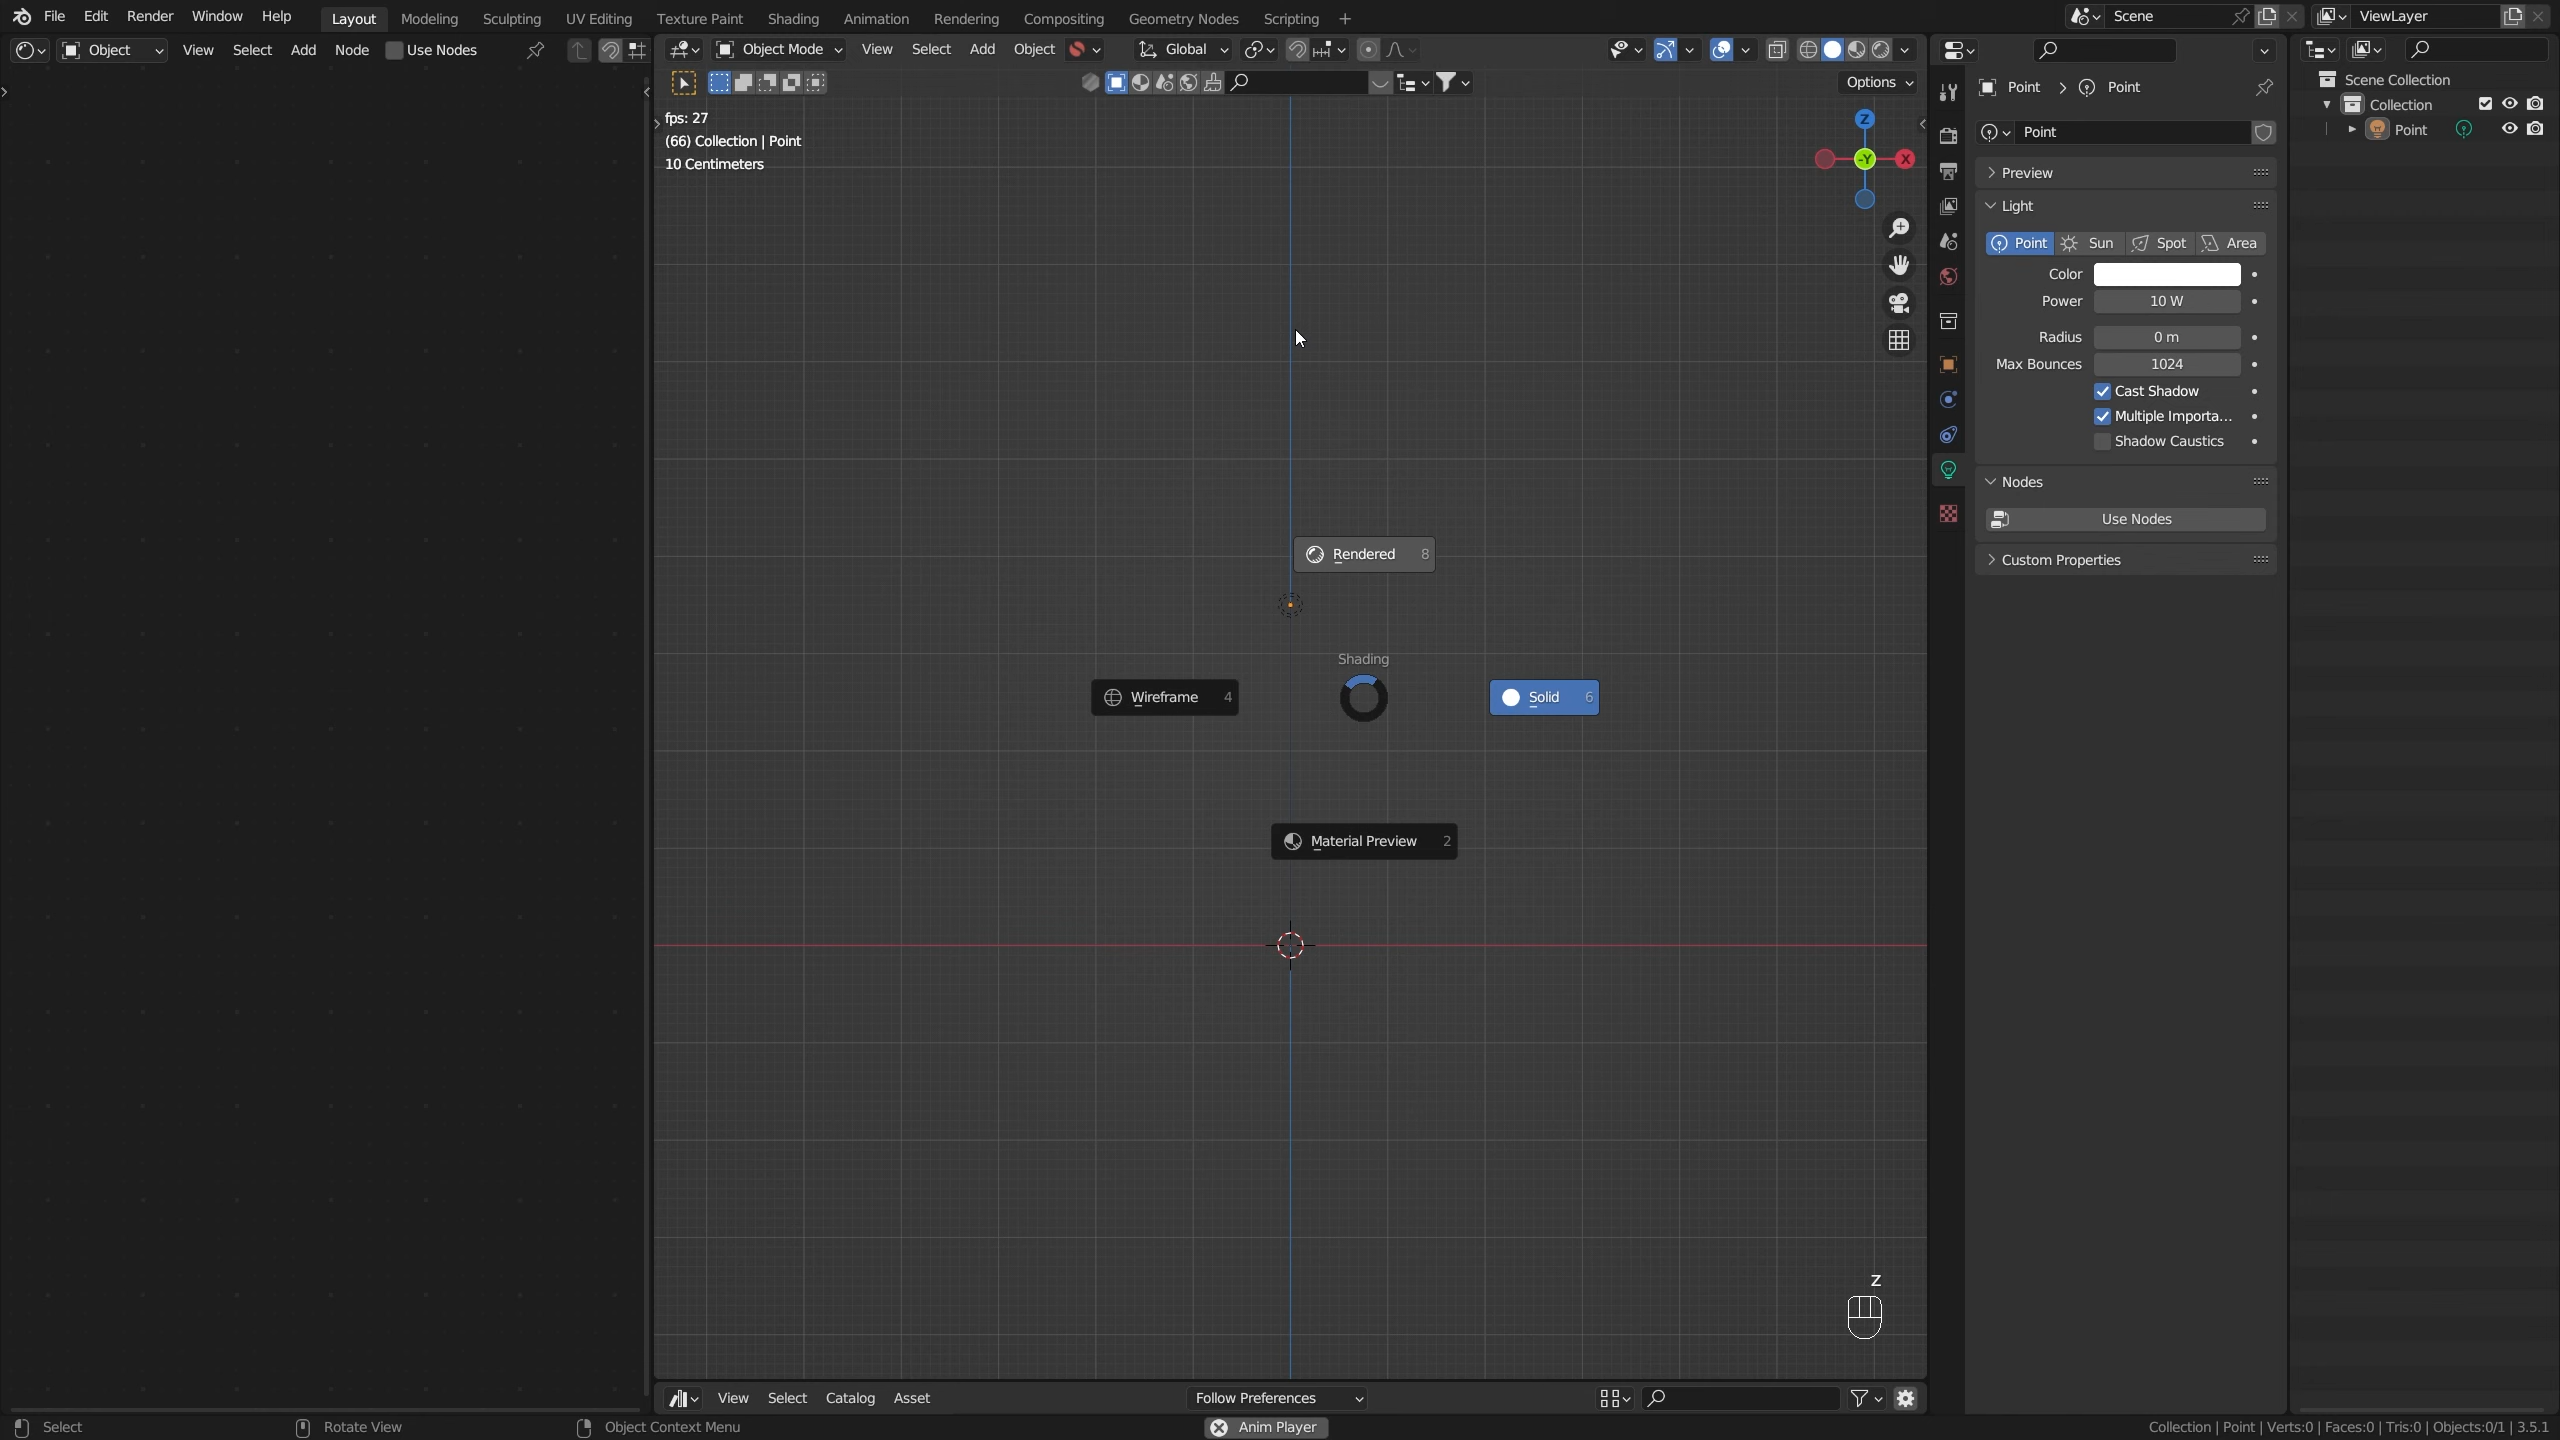 File Edit Render Window Help Layout Modeling Sculpting UV Editing Texture Paint Shading Animation Rendering Compositing Geometry Nodes Scripting + Scene ViewLayer
Object View Select Add Node Use Nodes Object Mode View Select Add Object Global
Options
Scene Collection
Collection
Point
Point > Point
Point
Preview
Light
Point Sun Spot Area
Color
Power 10 W
Radius 0 m
Max Bounces 1024
Cast Shadow
Multiple Importa...
Shadow Caustics
Nodes
Use Nodes
Custom Properties
fps: 27
(66) Collection | Point
10 Centimeters
Z
-Y X
Rendered 8
Shading
Wireframe 4
Solid 6
Material Preview 2
Z
View Select Catalog Asset Follow Preferences
Select Rotate View Object Context Menu Anim Player Collection | Point | Verts:0 | Faces:0 | Tris:0 | Objects:0/1 | 3.5.1